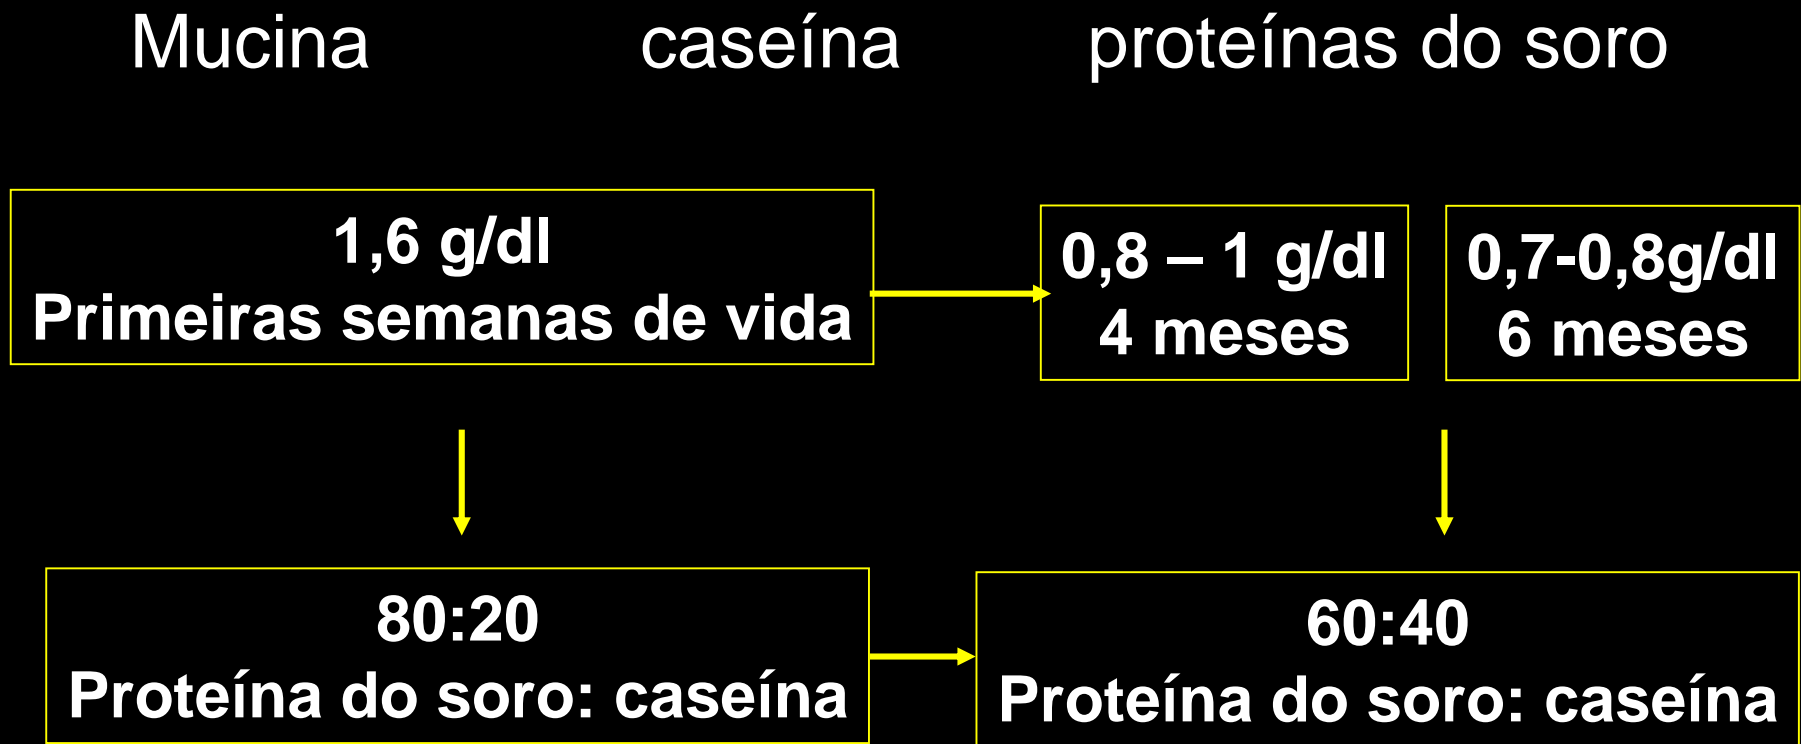 Mucina caseína proteínas do soro
1,6 g/dl
Primeiras semanas de vida
0,8 – 1 g/dl
4 meses
0,7-0,8g/dl
6 meses
80:20
Proteína do soro: caseína
60:40
Proteína do soro: caseína